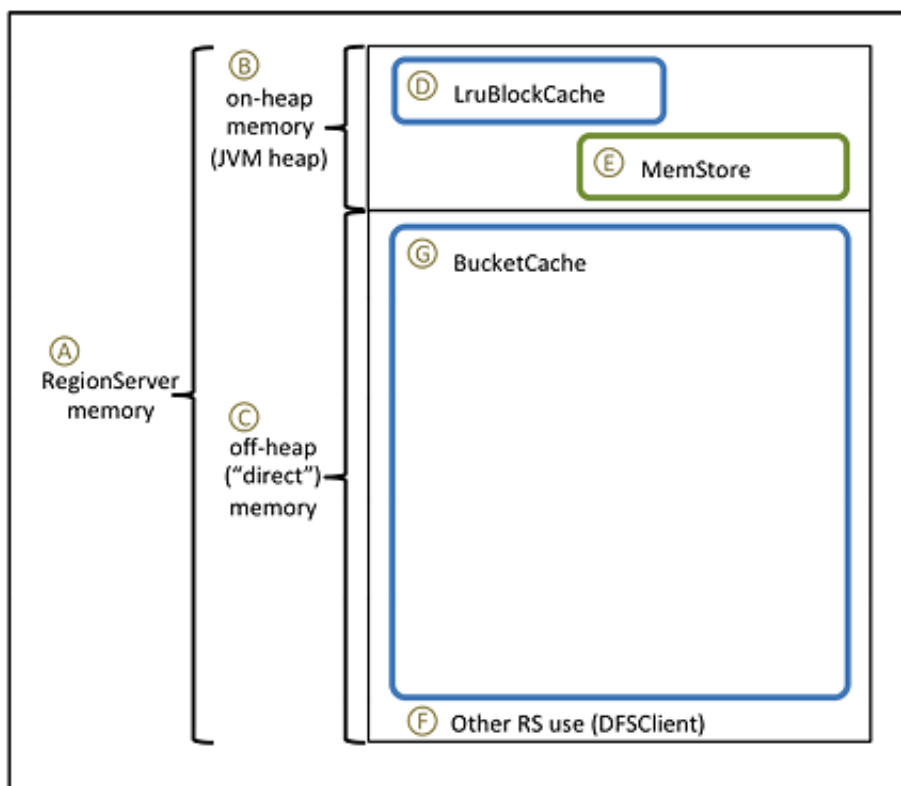 B
on-heap
memory
(JVM heap)
D LruBlockCache
E MemStore
G BucketCache
A
RegionServer
memory
C
off-heap
(“direct”)
memory
F Other RS use (DFSClient)